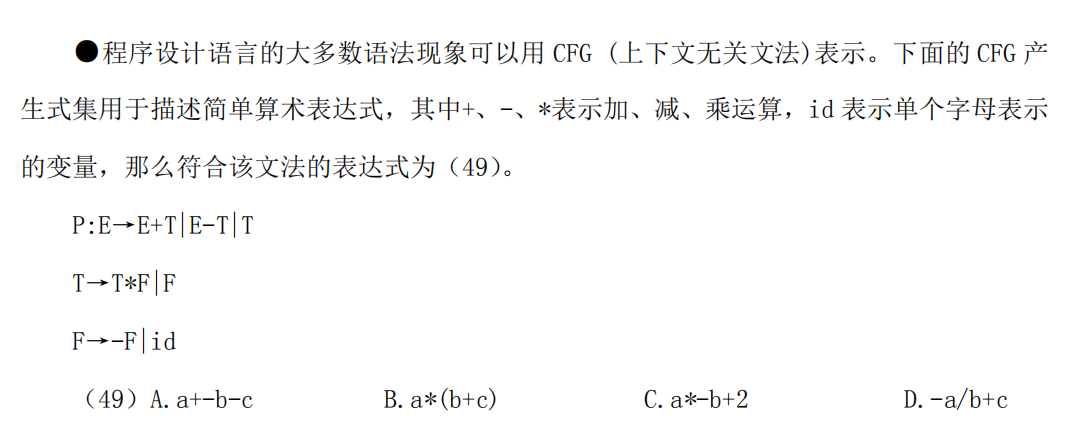 ●程序设计语言的大多数语法现象可以用 CFG (上下文无关文法)表示。下面的 CFG 产
生式集用于描述简单算术表达式，其中+、-、*表示加、减、乘运算，id 表示单个字母表示
的变量，那么符合该文法的表达式为（49）。
P:E→E+T|E-T|T
T→T*F|F
F→-F|id
（49）A.a+-b-c B.a*(b+c) C.a*-b+2 D.-a/b+c